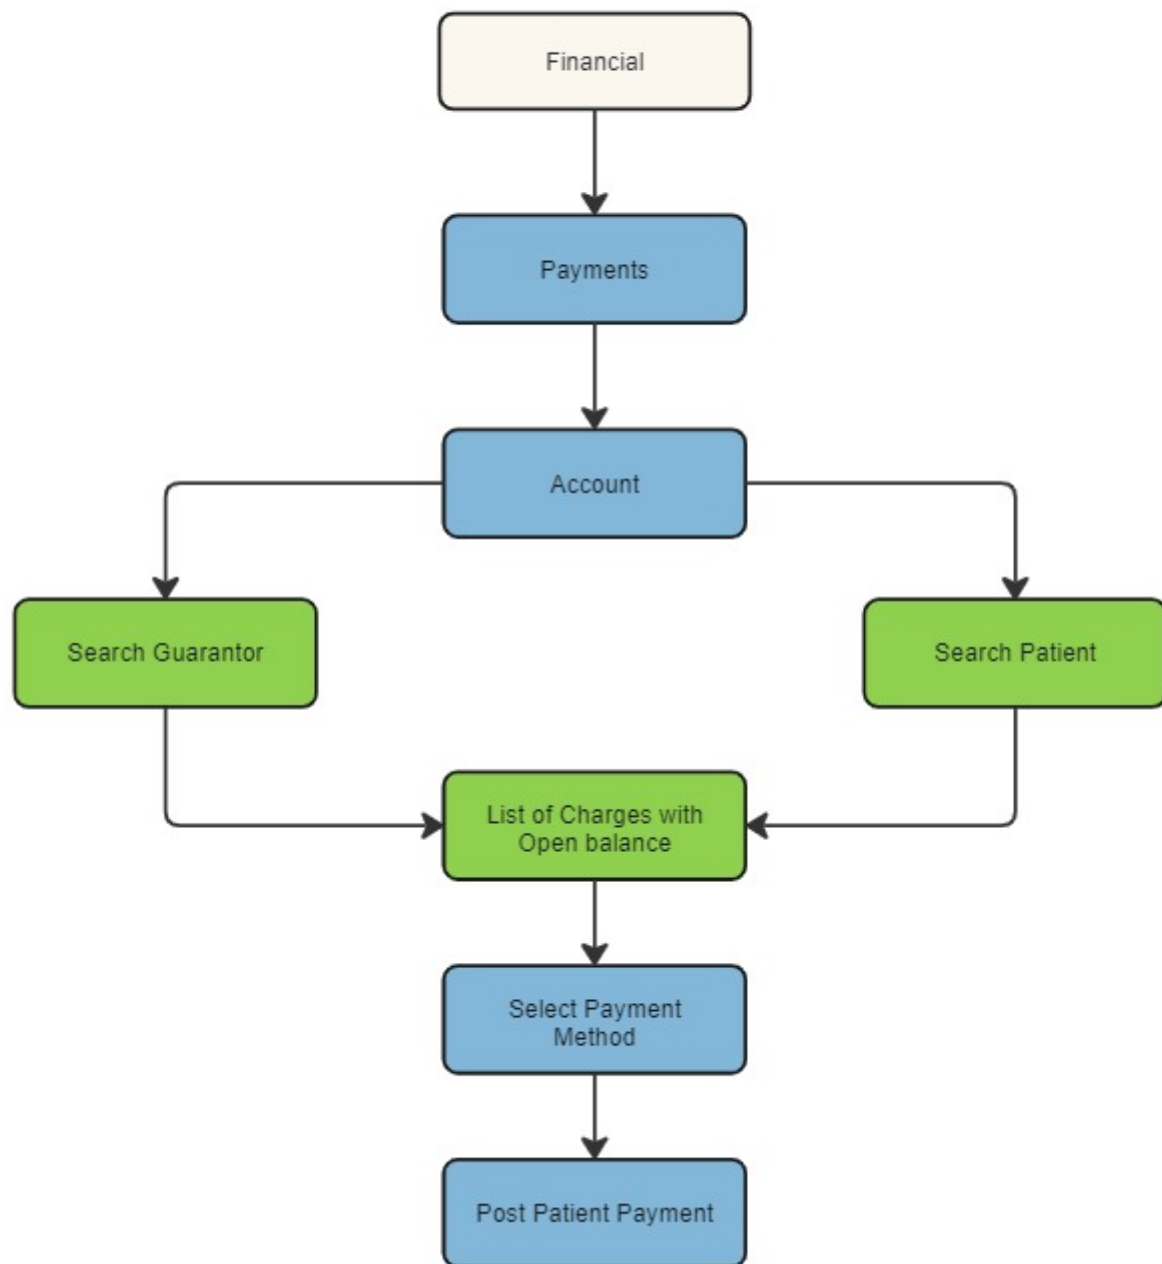 Financial
Payments
Account
Search Guarantor
Search Patient
List of Charges with
Open balance
Select Payment
Method
Post Patient Payment